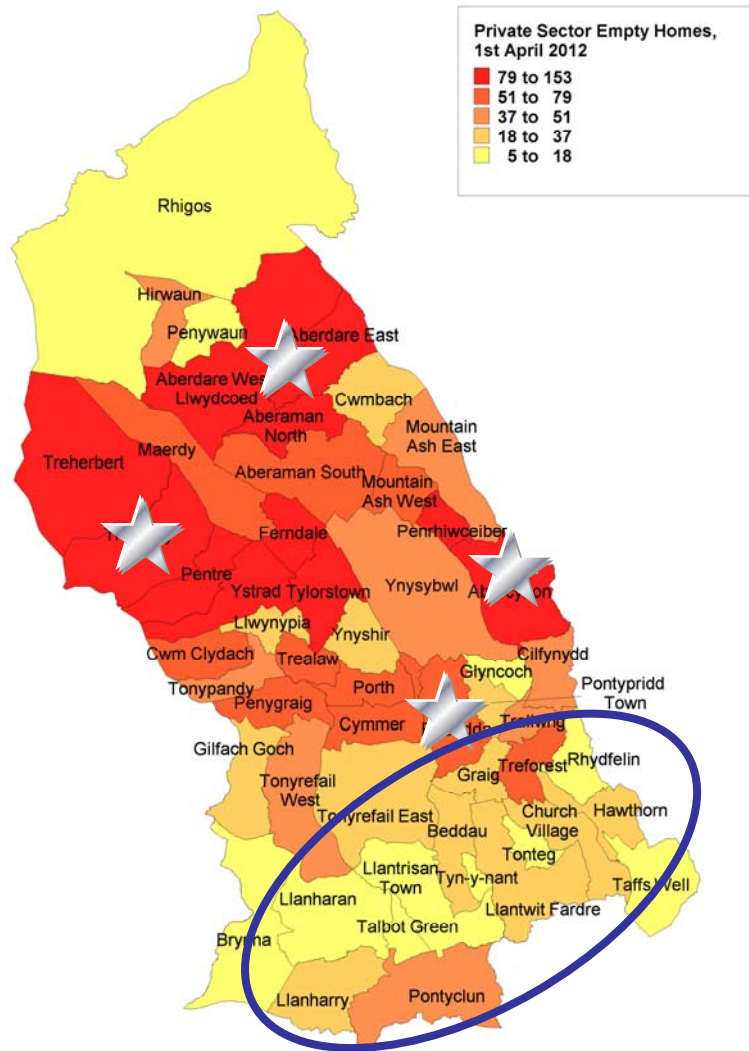 Private Sector Empty Homes,
1st April 2012
79 to 153
51 to 79
37 to 51
18 to 37
5 to 18
Rhigos
Hirwaun
Penywaun
Aberdare East
Aberdare West
Llwydcoed
Cwmbach
Aberaman
North
Mountain
Ash East
Treherbert
Maerdy
Aberaman South
Mountain
Ash West
Ferndale
Penrhiwceiber
Pentre
Ynysybwl
Ystrad
Tylorstown
Llwynypia
Ynyshir
Cwm Clydach
Trealaw
Glyncoch
Cilfynydd
Tonypandy
Porth
Pontypridd
Town
Penygraig
Cymmer
Trallwng
Gilfach Goch
Graig
Treforest
Rhydfelin
Tonyrefail
West
Tonyrefail East
Beddau
Church
Village
Hawthorn
Tonteg
Llantrisan
Town
Tyn-y-nant
Taffs Well
Llanharan
Llantwit Fardre
Talbot Green
Brynna
Llanharry
Pontyclun